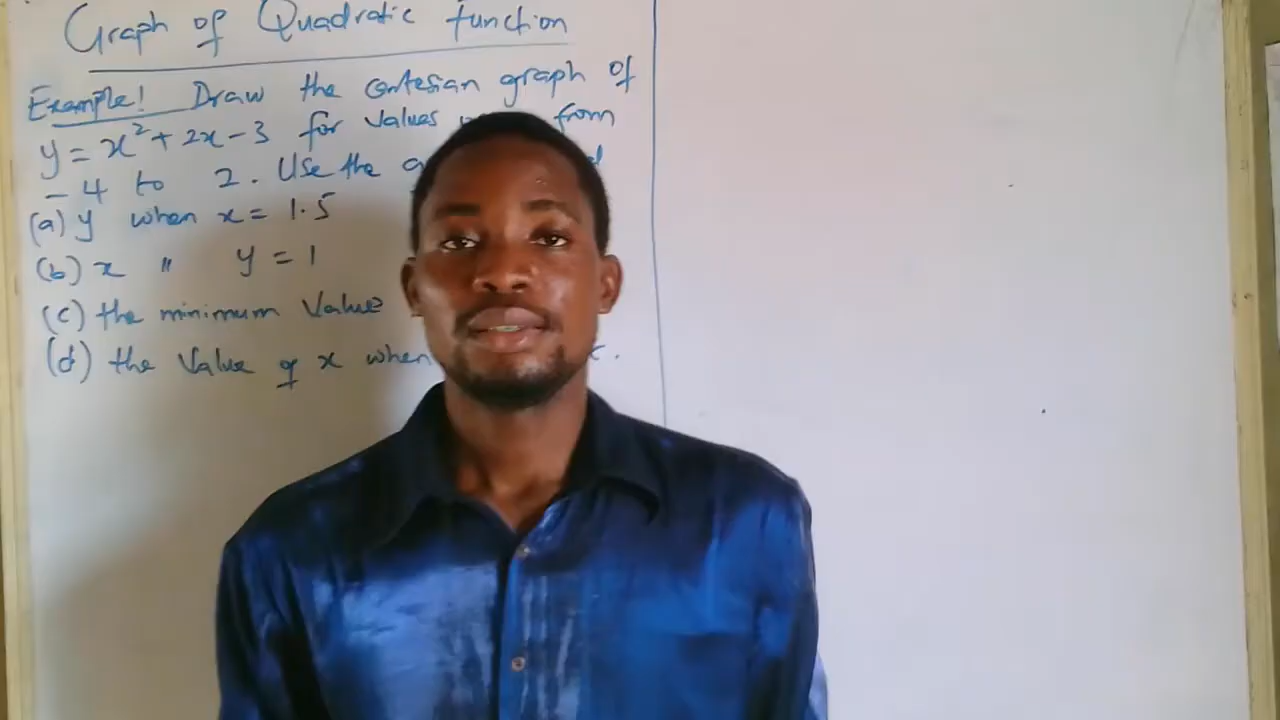 Graph of Quadratic function
Example! Draw the cartesian graph of
y = x² + 2x - 3 for values from
- 4 to 2. Use the
(a) y when x = 1.5
(b) x " y = 1
(c) the minimum Value
(d) the Value of x when